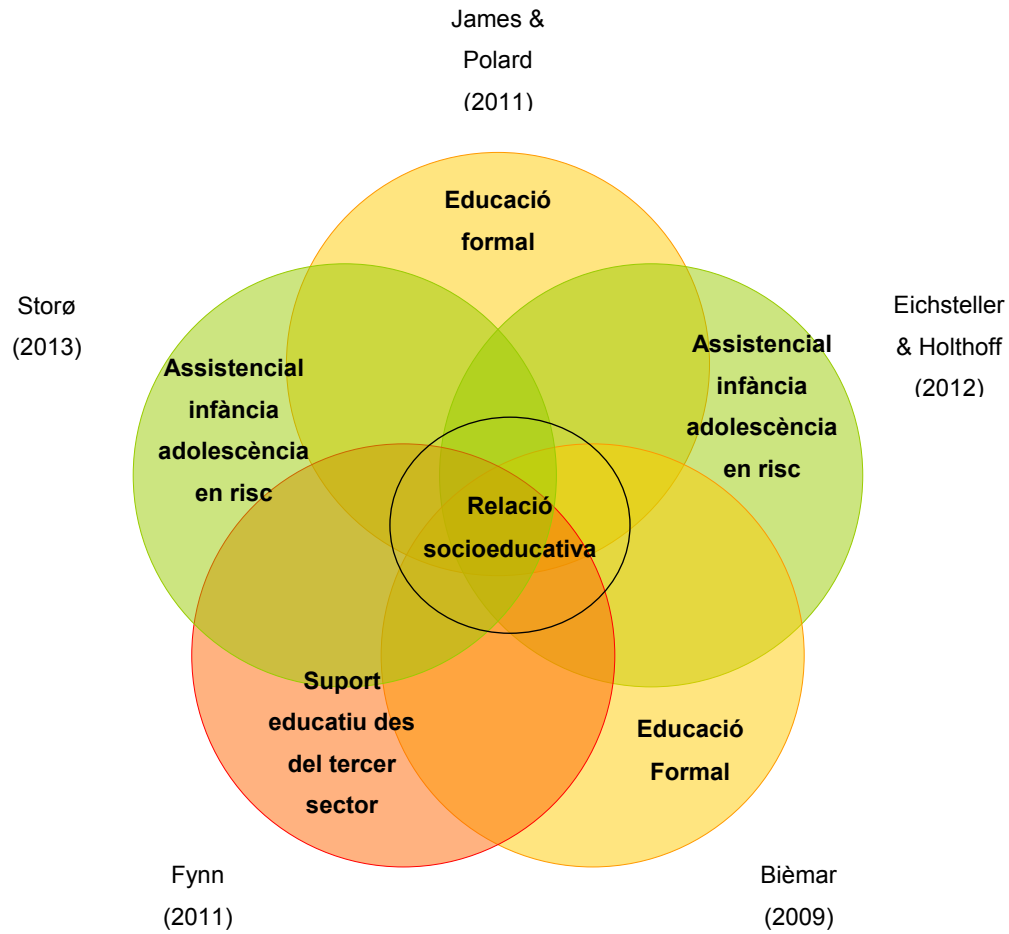 James &
Polard
(2011)
Educació
formal
Storø
(2013)
Eichsteller
& Holthoff
(2012)
Assistencial
infància
adolescència
en risc
Assistencial
infància
adolescència
en risc
Relació
socioeducativa
Suport
educatiu des
del tercer
sector
Educació
Formal
Fynn
(2011)
Bièmar
(2009)